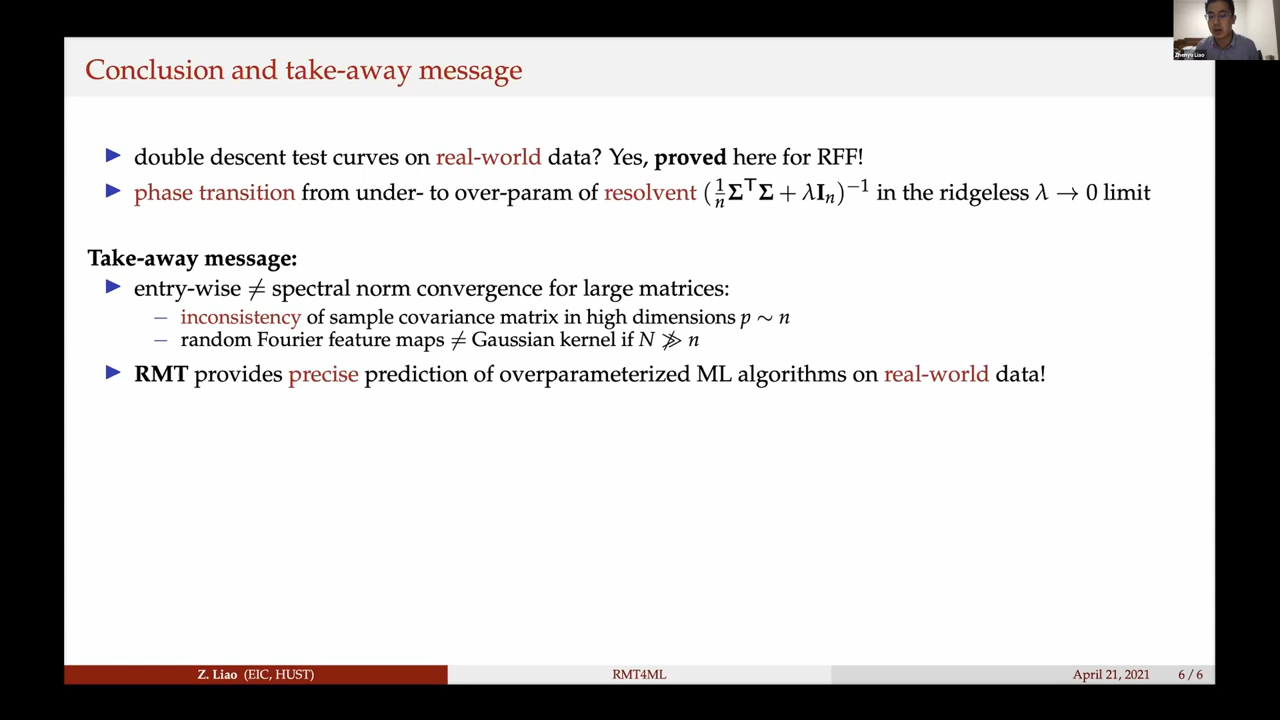 Zhenyu Liao
Conclusion and take-away message
▶ double descent test curves on real-world data? Yes, proved here for RFF!
▶ phase transition from under- to over-param of resolvent (1/n Σ⊤Σ + λIₙ)⁻¹ in the ridgeless λ → 0 limit
Take-away message:
▶ entry-wise ≠ spectral norm convergence for large matrices:
– inconsistency of sample covariance matrix in high dimensions p ∼ n
– random Fourier feature maps ≠ Gaussian kernel if N ≫̸ n
▶ RMT provides precise prediction of overparameterized ML algorithms on real-world data!
Z. Liao (EIC, HUST) RMT4ML April 21, 2021 6 / 6